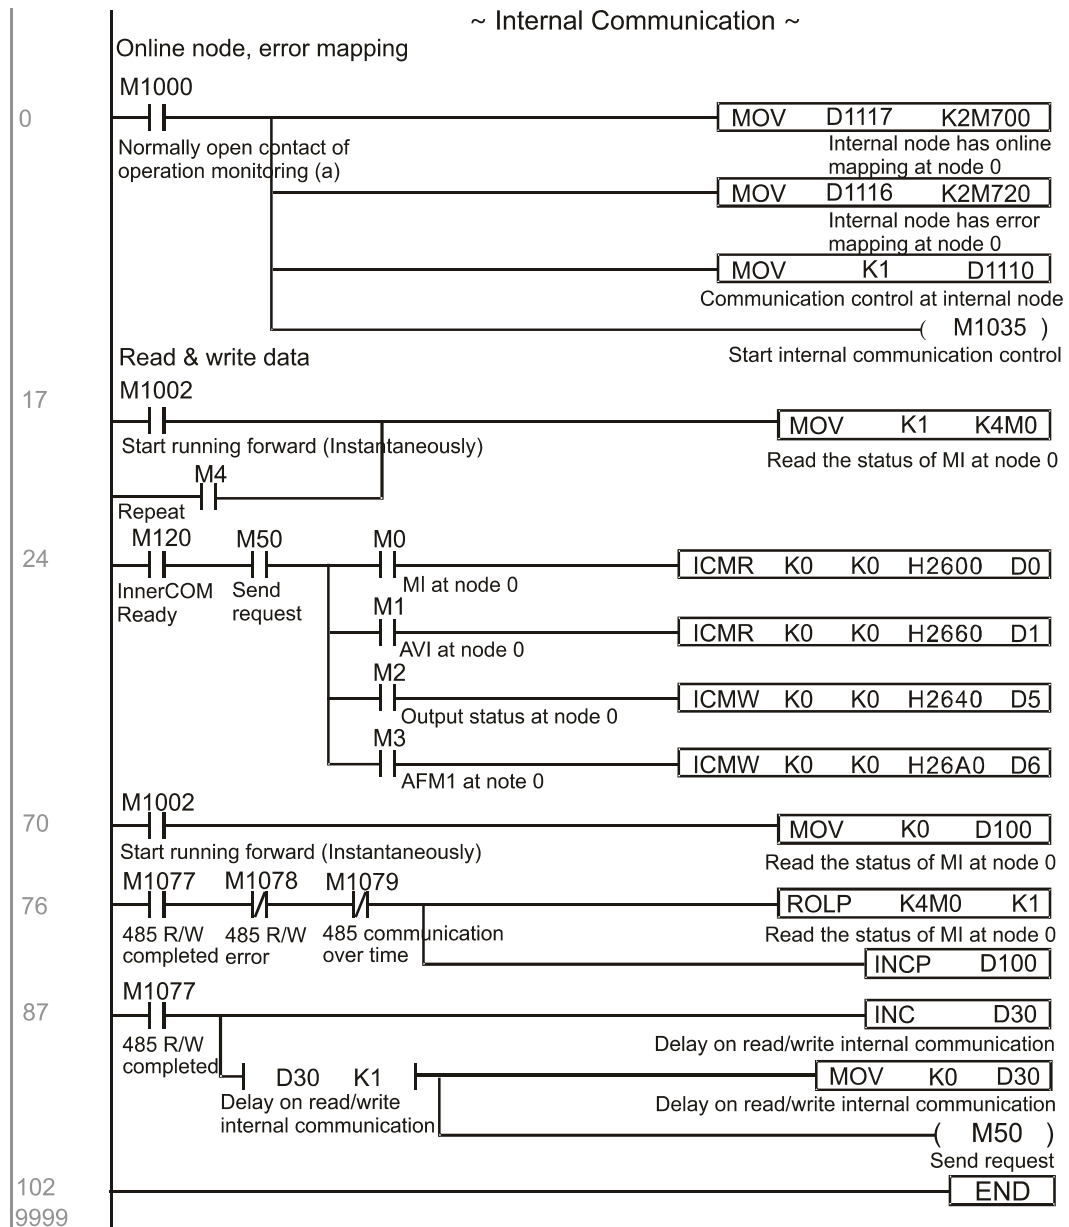 ~ Internal Communication ~
Online node, error mapping
M1000
0
MOV D1117 K2M700
Normally open contact of
operation monitoring (a)
Internal node has online
mapping at node 0
MOV D1116 K2M720
Internal node has error
mapping at node 0
MOV K1 D1110
Communication control at internal node
( M1035 )
Start internal communication control
Read & write data
M1002
17
MOV K1 K4M0
Start running forward (Instantaneously)
Read the status of MI at node 0
M4
Repeat
M120 M50 M0
24
ICMR K0 K0 H2600 D0
InnerCOM
Ready
Send
request
MI at node 0
M1
ICMR K0 K0 H2660 D1
AVI at node 0
M2
ICMW K0 K0 H2640 D5
Output status at node 0
M3
ICMW K0 K0 H26A0 D6
AFM1 at note 0
M1002
70
MOV K0 D100
Start running forward (Instantaneously)
Read the status of MI at node 0
M1077 M1078 M1079
76
ROLP K4M0 K1
485 R/W
completed
485 R/W
error
485 communication
over time
Read the status of MI at node 0
INCP D100
M1077
87
INC D30
485 R/W
completed
Delay on read/write internal communication
D30 K1
MOV K0 D30
Delay on read/write
internal communication
Delay on read/write internal communication
( M50 )
Send request
102
END
9999